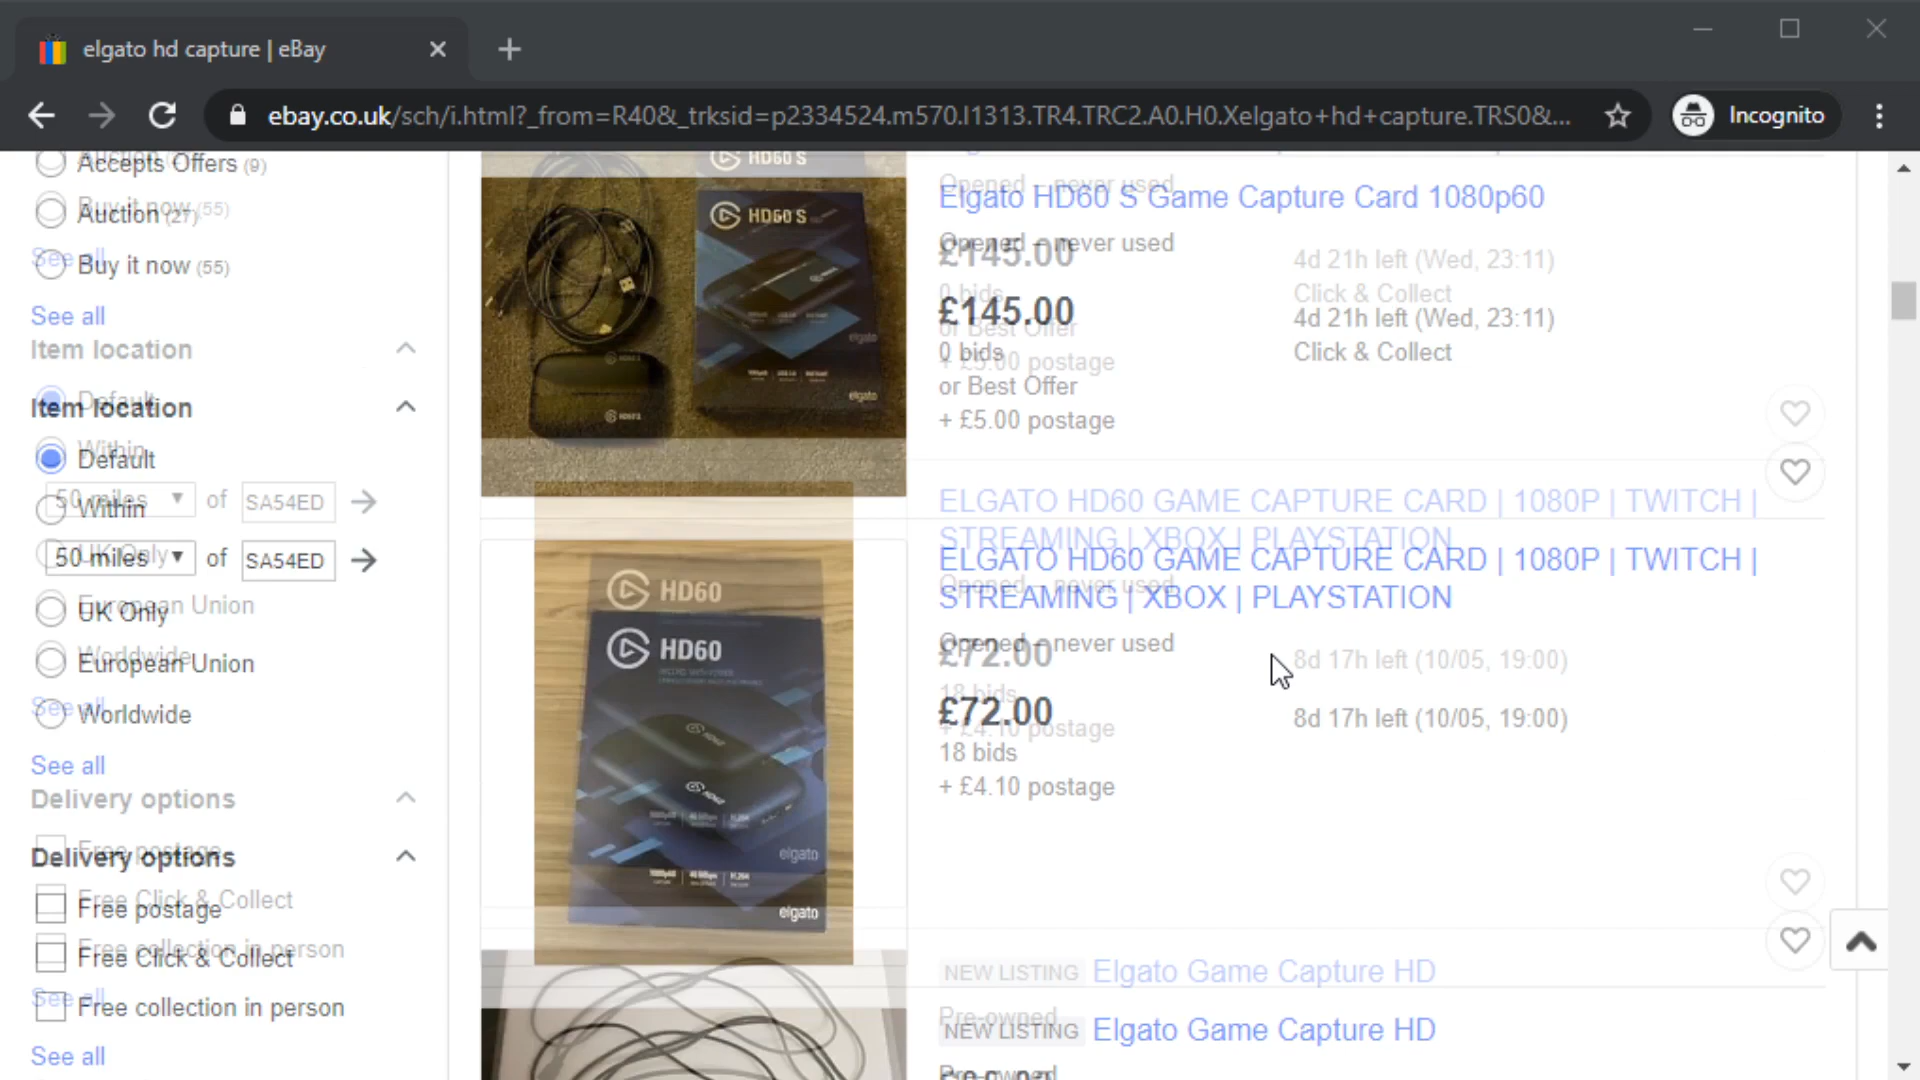 elgato hd capture | eBay
ebay.co.uk/sch/i.html?_from=R40&_trksid=p2334524.m570.l1313.TR4.TRC2.A0.H0.Xelgato+hd+capture.TRS0&...
Incognito
Accepts Offers (9)
Auction (27)
Buy it now (55)
See all
Item location
Default
Within
50 miles of SA54ED
UK Only
European Union
Worldwide
See all
Delivery options
Free postage
Free Click & Collect
Free collection in person
See all
HD60 S
elgato
Elgato HD60 S Game Capture Card 1080p60
Opened – never used
£145.00
4d 21h left (Wed, 23:11)
0 bids
Click & Collect
or Best Offer
+ £5.00 postage
HD60
elgato
ELGATO HD60 GAME CAPTURE CARD | 1080P | TWITCH |
STREAMING | XBOX | PLAYSTATION
Opened – never used
£72.00
8d 17h left (10/05, 19:00)
18 bids
+ £4.10 postage
NEW LISTING Elgato Game Capture HD
Pre-owned